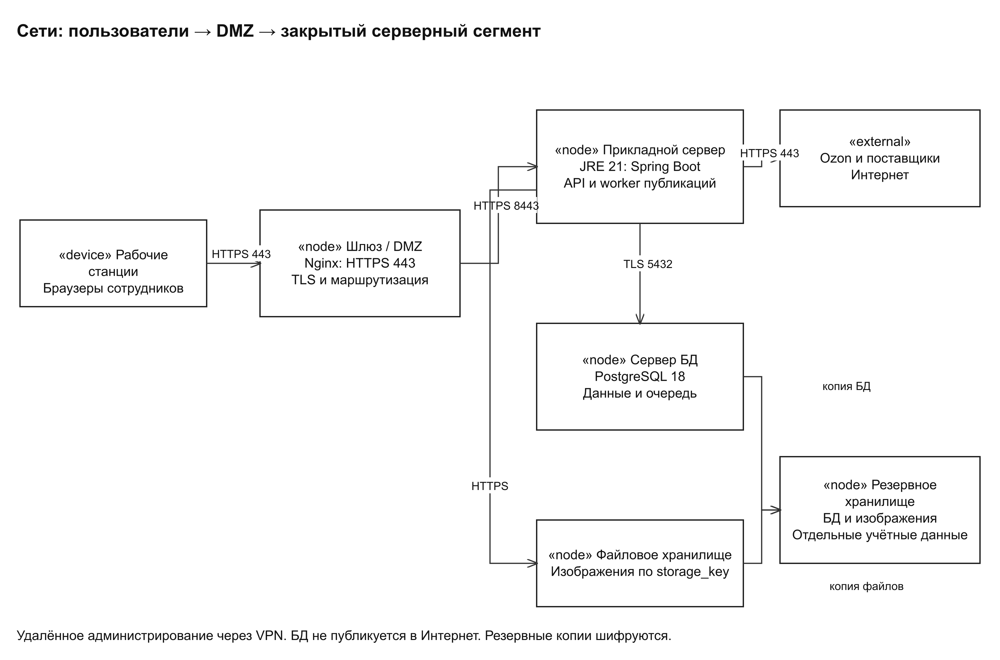 Сети: пользователи → DMZ → закрытый серверный сегмент
«node» Прикладной сервер
JRE 21: Spring Boot
API и worker публикаций
HTTPS 443
«external»
Ozon и поставщики
Интернет
HTTPS 8443
«device» Рабочие
станции
Браузеры сотрудников
HTTPS 443
«node» Шлюз / DMZ
Nginx: HTTPS 443
TLS и маршрутизация
TLS 5432
«node» Сервер БД
PostgreSQL 18
Данные и очередь
копия БД
HTTPS
«node» Резервное
хранилище
БД и изображения
Отдельные учётные данные
«node» Файловое хранилище
Изображения по storage_key
копия файлов
Удалённое администрирование через VPN. БД не публикуется в Интернет. Резервные копии шифруются.